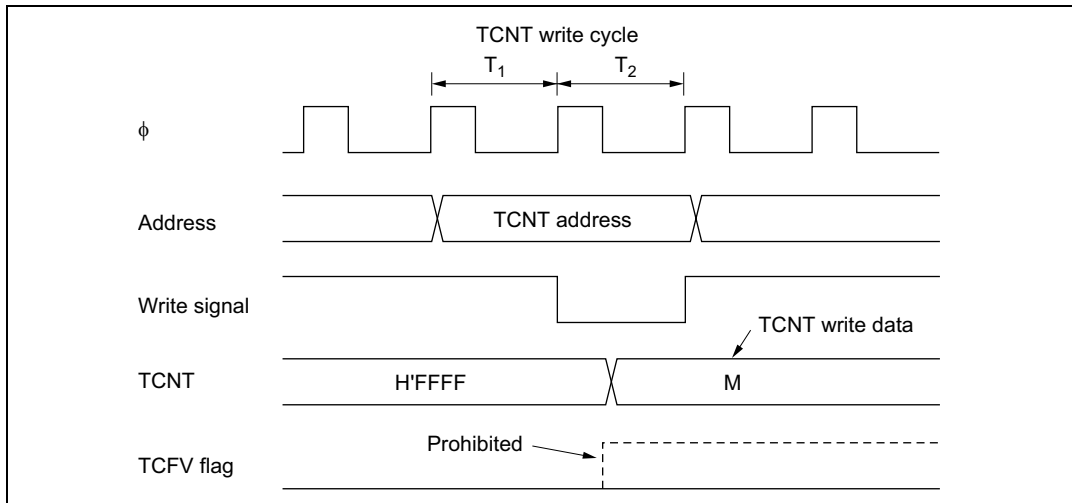 TCNT write cycle
T1 T2
ϕ
Address
TCNT address
Write signal
TCNT write data
TCNT
H'FFFF
M
Prohibited
TCFV flag